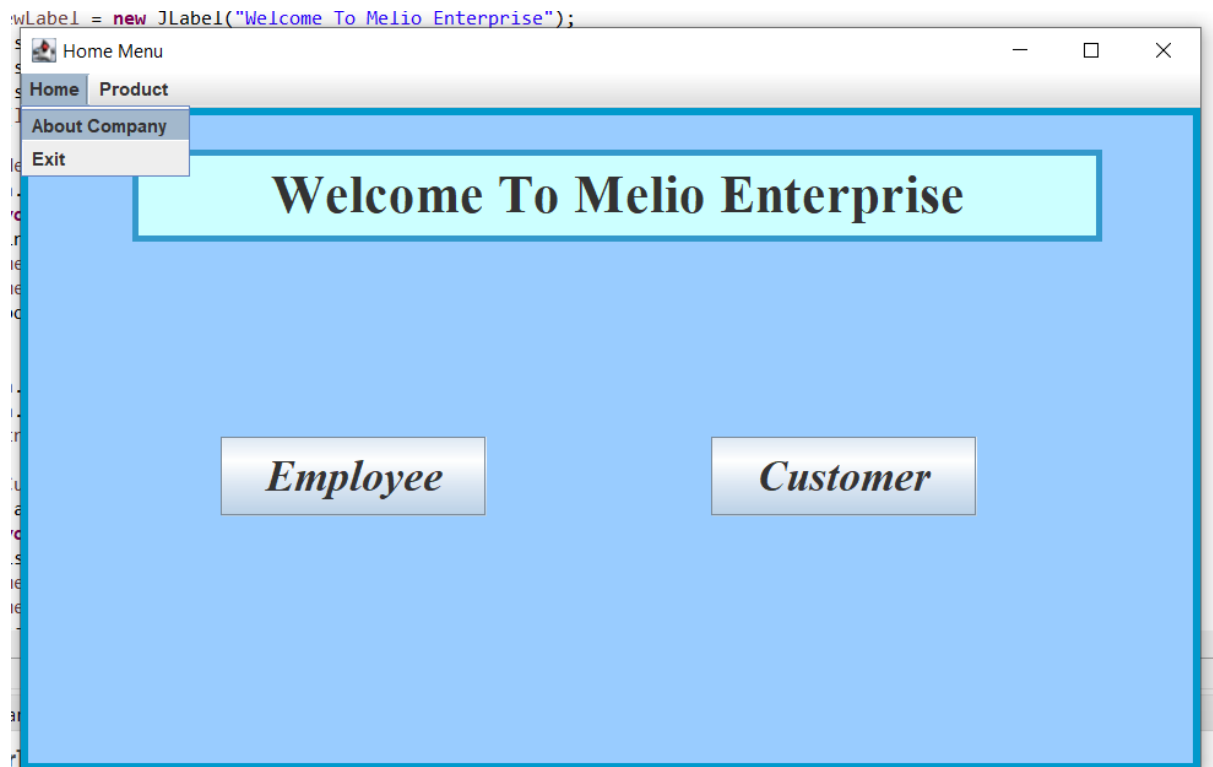 = new JLabel("Welcome To Melio Enterprise");
Home Menu
Home Product
About Company
Exit
Welcome To Melio Enterprise
Employee Customer